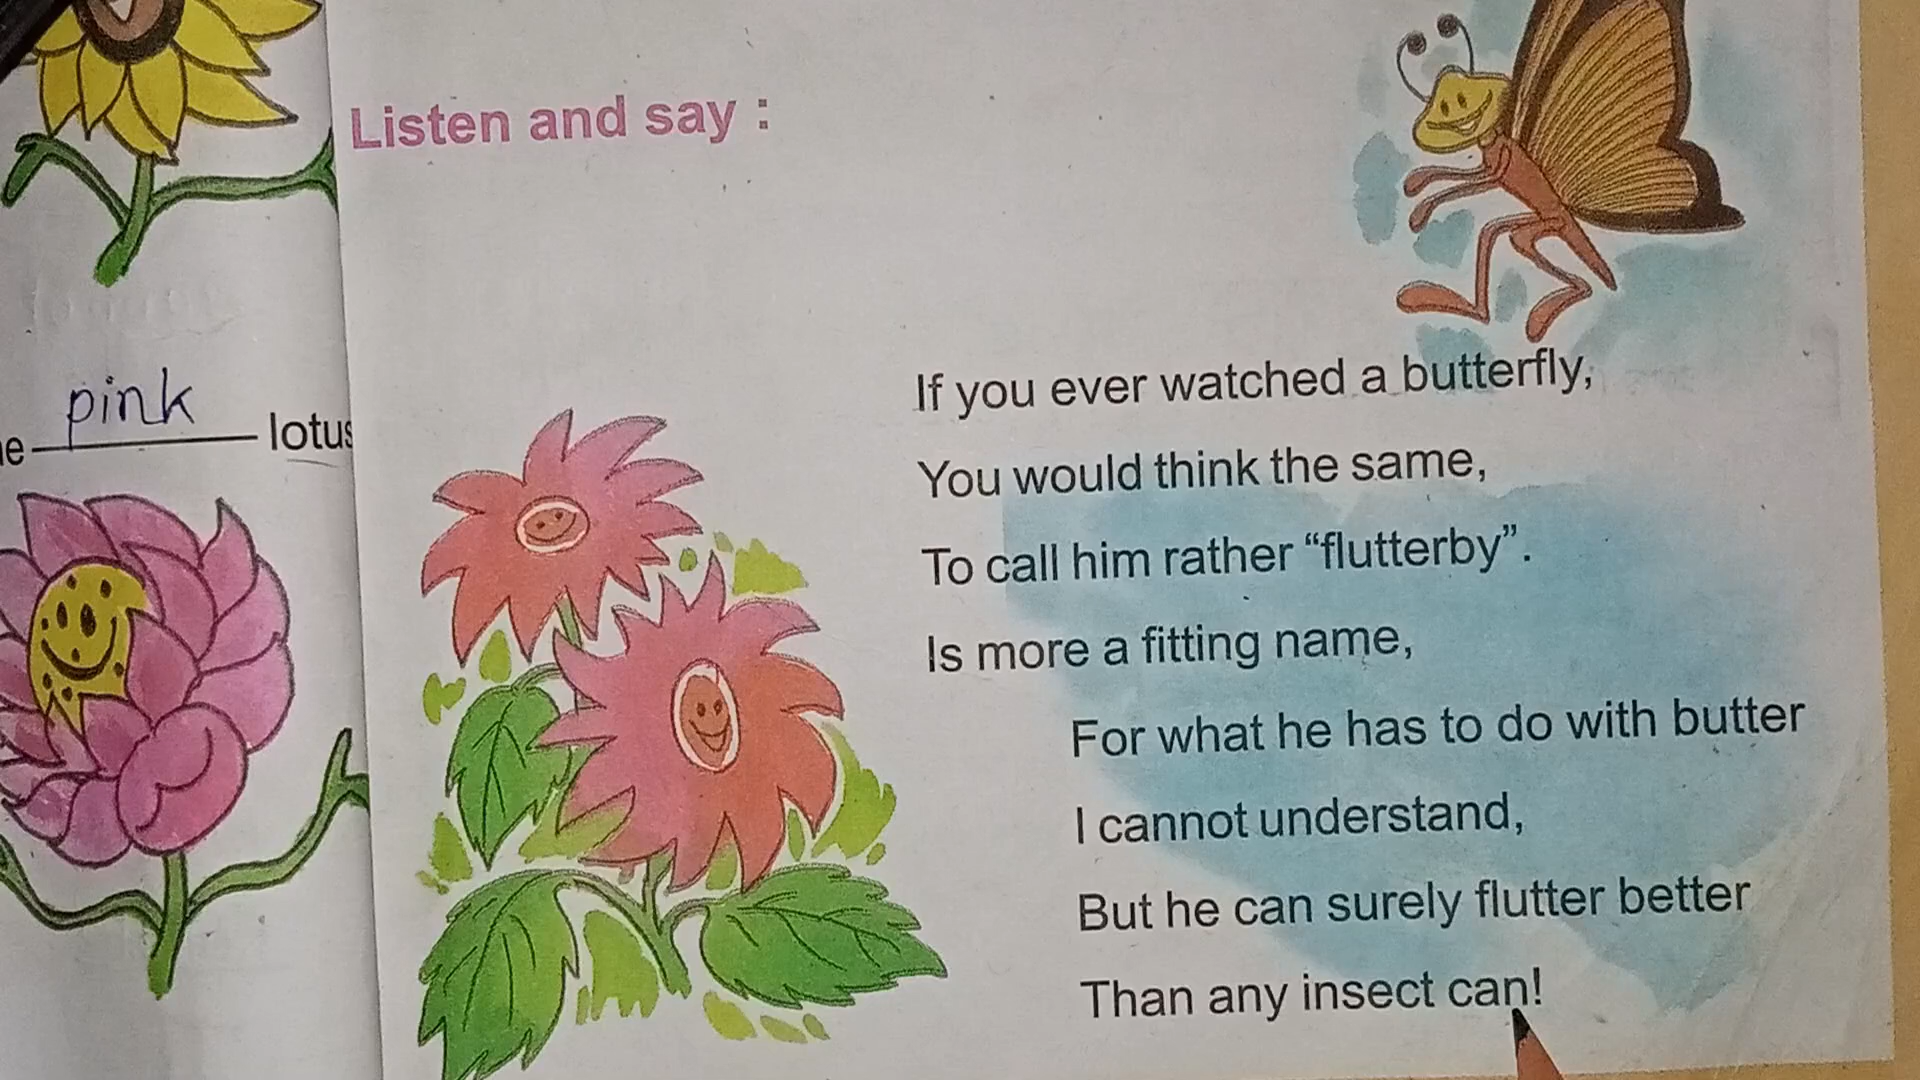 Listen and say :
pink
lotus
If you ever watched a butterfly,
You would think the same,
To call him rather “flutterby”.
Is more a fitting name,
For what he has to do with butter
I cannot understand,
But he can surely flutter better
Than any insect can!